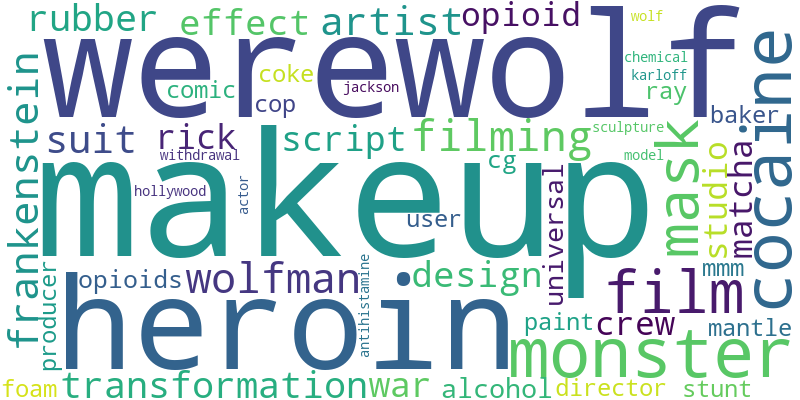 rubber
effect
artist
opioid
wolf
werewolf
comic
coke
cop
jackson
chemical
karloff
ray
baker
cocaine
frankenstein
suit
rick
script
filming
sculpture
withdrawal
cg
model
mask
studio
matcha
makeup
hollywood
actor
user
universal
producer
opioids
wolfman
antihistamine
design
mmm
heroin
film
paint
crew
mantle
monster
foam
transformation
war
alcohol
director
stunt